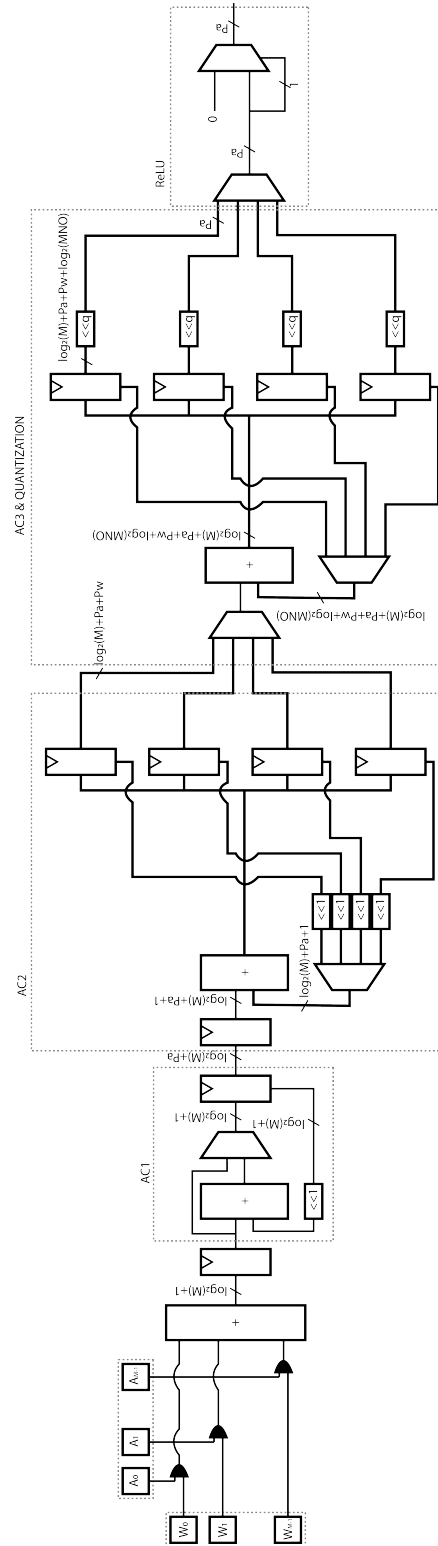 Pa
1
0
Pa
ReLU
Pa
log₂(M)+Pa+Pw+log₂(MNO)
<<q
<<q
<<q
<<q
AC3 & QUANTIZATION
log₂(M)+Pa+Pw+log₂(MNO)
+
log₂(M)+Pa+Pw+log₂(MNO)
log₂(M)+Pa+Pw
<<1
<<1
<<1
<<1
log₂(M)+Pa+1
+
AC2
log₂(M)+Pa+1
log₂(M)+Pa
log₂(M)+1
log₂(M)+1
AC1
+
<<1
log₂(M)+1
+
A₀
A₁
Aₘ₋₁
W₀
W₁
Wₘ₋₁